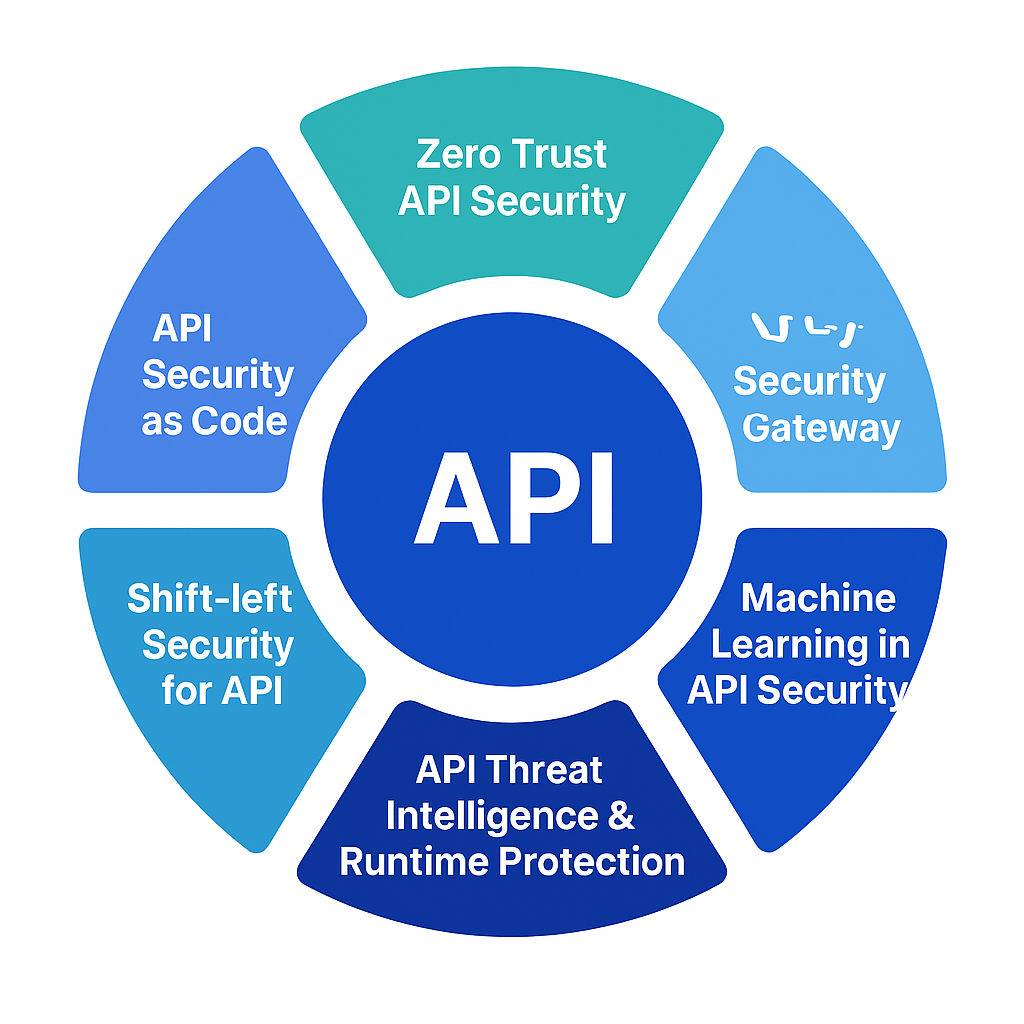 Zero Trust
API Security
Security
Gateway
Machine
Learning in
API Security
API Threat
Intelligence &
Runtime Protection
Shift-left
Security
for API
API
Security
as Code
API